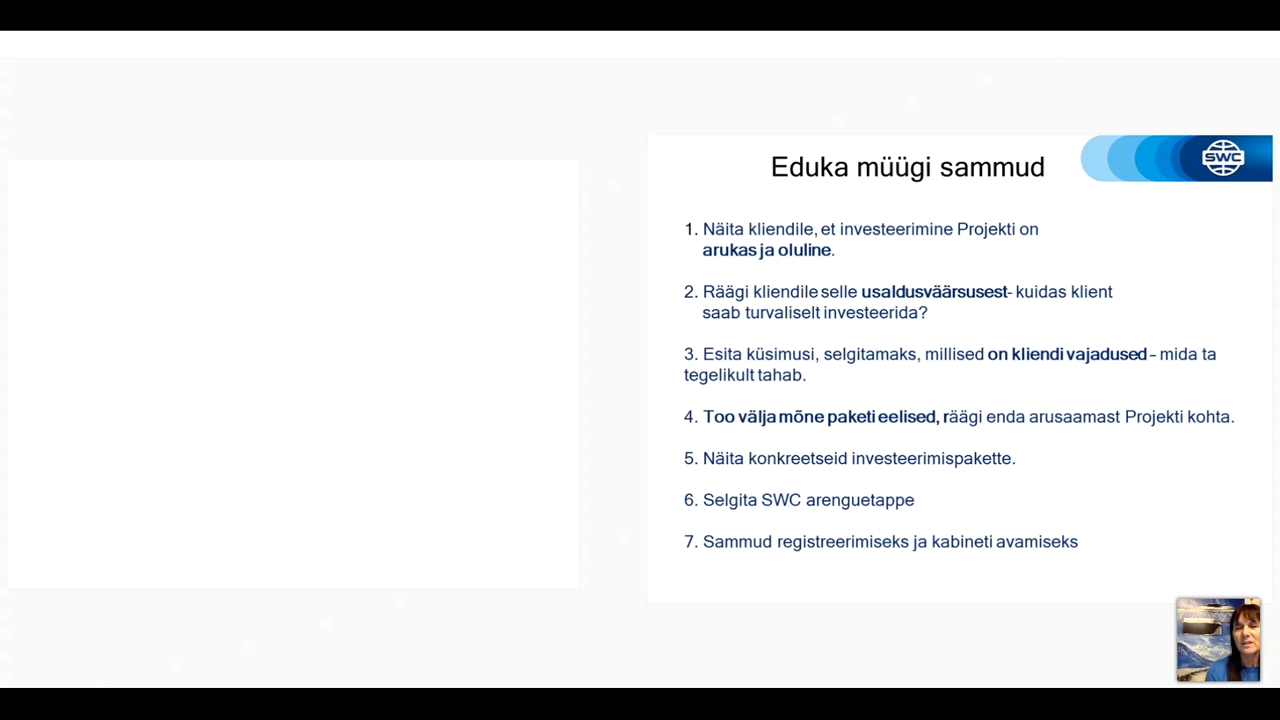 Eduka müügi sammud
SWC
1. Näita kliendile, et investeerimine Projekti on
arukas ja oluline.
2. Räägi kliendile selle usaldusväärsusest- kuidas klient
saab turvaliselt investeerida?
3. Esita küsimusi, selgitamaks, millised on kliendi vajadused – mida ta
tegelikult tahab.
4. Too välja mõne paketi eelised, räägi enda arusaamast Projekti kohta.
5. Näita konkreetseid investeerimispakette.
6. Selgita SWC arenguetappe
7. Sammud registreerimiseks ja kabineti avamiseks